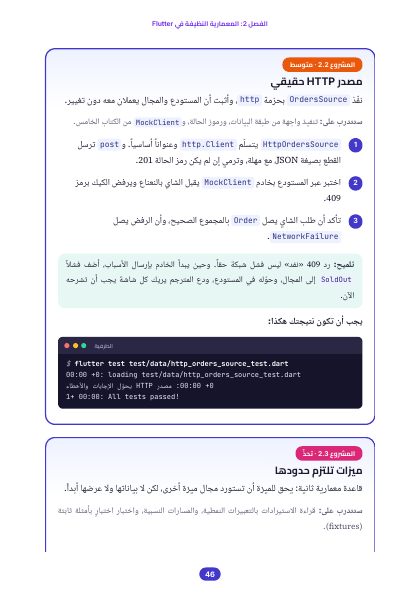 الفصل 2: المعمارية النظيفة في Flutter
المشروع 2.2 · متوسط
مصدر HTTP حقيقي
نفّذ OrdersSource بحزمة http، وأثبت أن المستودع والمجال يعملان معه دون تغيير.
ستتدرب على: تنفيذ واجهة من طبقة البيانات، ورموز الحالة، و MockClient من الكتاب الخامس.
1 HttpOrdersSource يتسلّم http.Client وعنواناً أساسياً. و post ترسل
القطع بصيغة JSON مع مهلة، وترمي إن لم يكن رمز الحالة 201.
2 اختبر عبر المستودع بخادم MockClient يقبل الشاي بالنعناع ويرفض الكيك برمز
409.
3 تأكد أن طلب الشاي يصل Order بالمجموع الصحيح، وأن الرفض يصل
NetworkFailure.
تلميح: رد 409 «نفد» ليس فشل شبكة حقاً. وحين يبدأ الخادم بإرسال الأسباب، أضف فشلاً
SoldOut إلى المجال، وحوّله في المستودع، ودع المترجم يريك كل شاشة يجب أن تشرحه
الآن.
يجب أن تكون نتيجتك هكذا:
الطرفية
$ flutter test test/data/http_orders_source_test.dart
00:00 +0: loading test/data/http_orders_source_test.dart
00:00 +0: مصدر HTTP يحوّل الإجابات والأخطاء
00:00 +1: All tests passed!
المشروع 2.3 · تحدٍّ
ميزات تلتزم حدودها
قاعدة معمارية ثانية: يحق للميزة أن تستورد مجال ميزة أخرى، لكن لا بياناتها ولا عرضها أبداً.
ستتدرب على: قراءة الاستيرادات بالتعبيرات النمطية، والمسارات النسبية، واختبار اختبارٍ بأمثلة ثابتة
(fixtures).
46